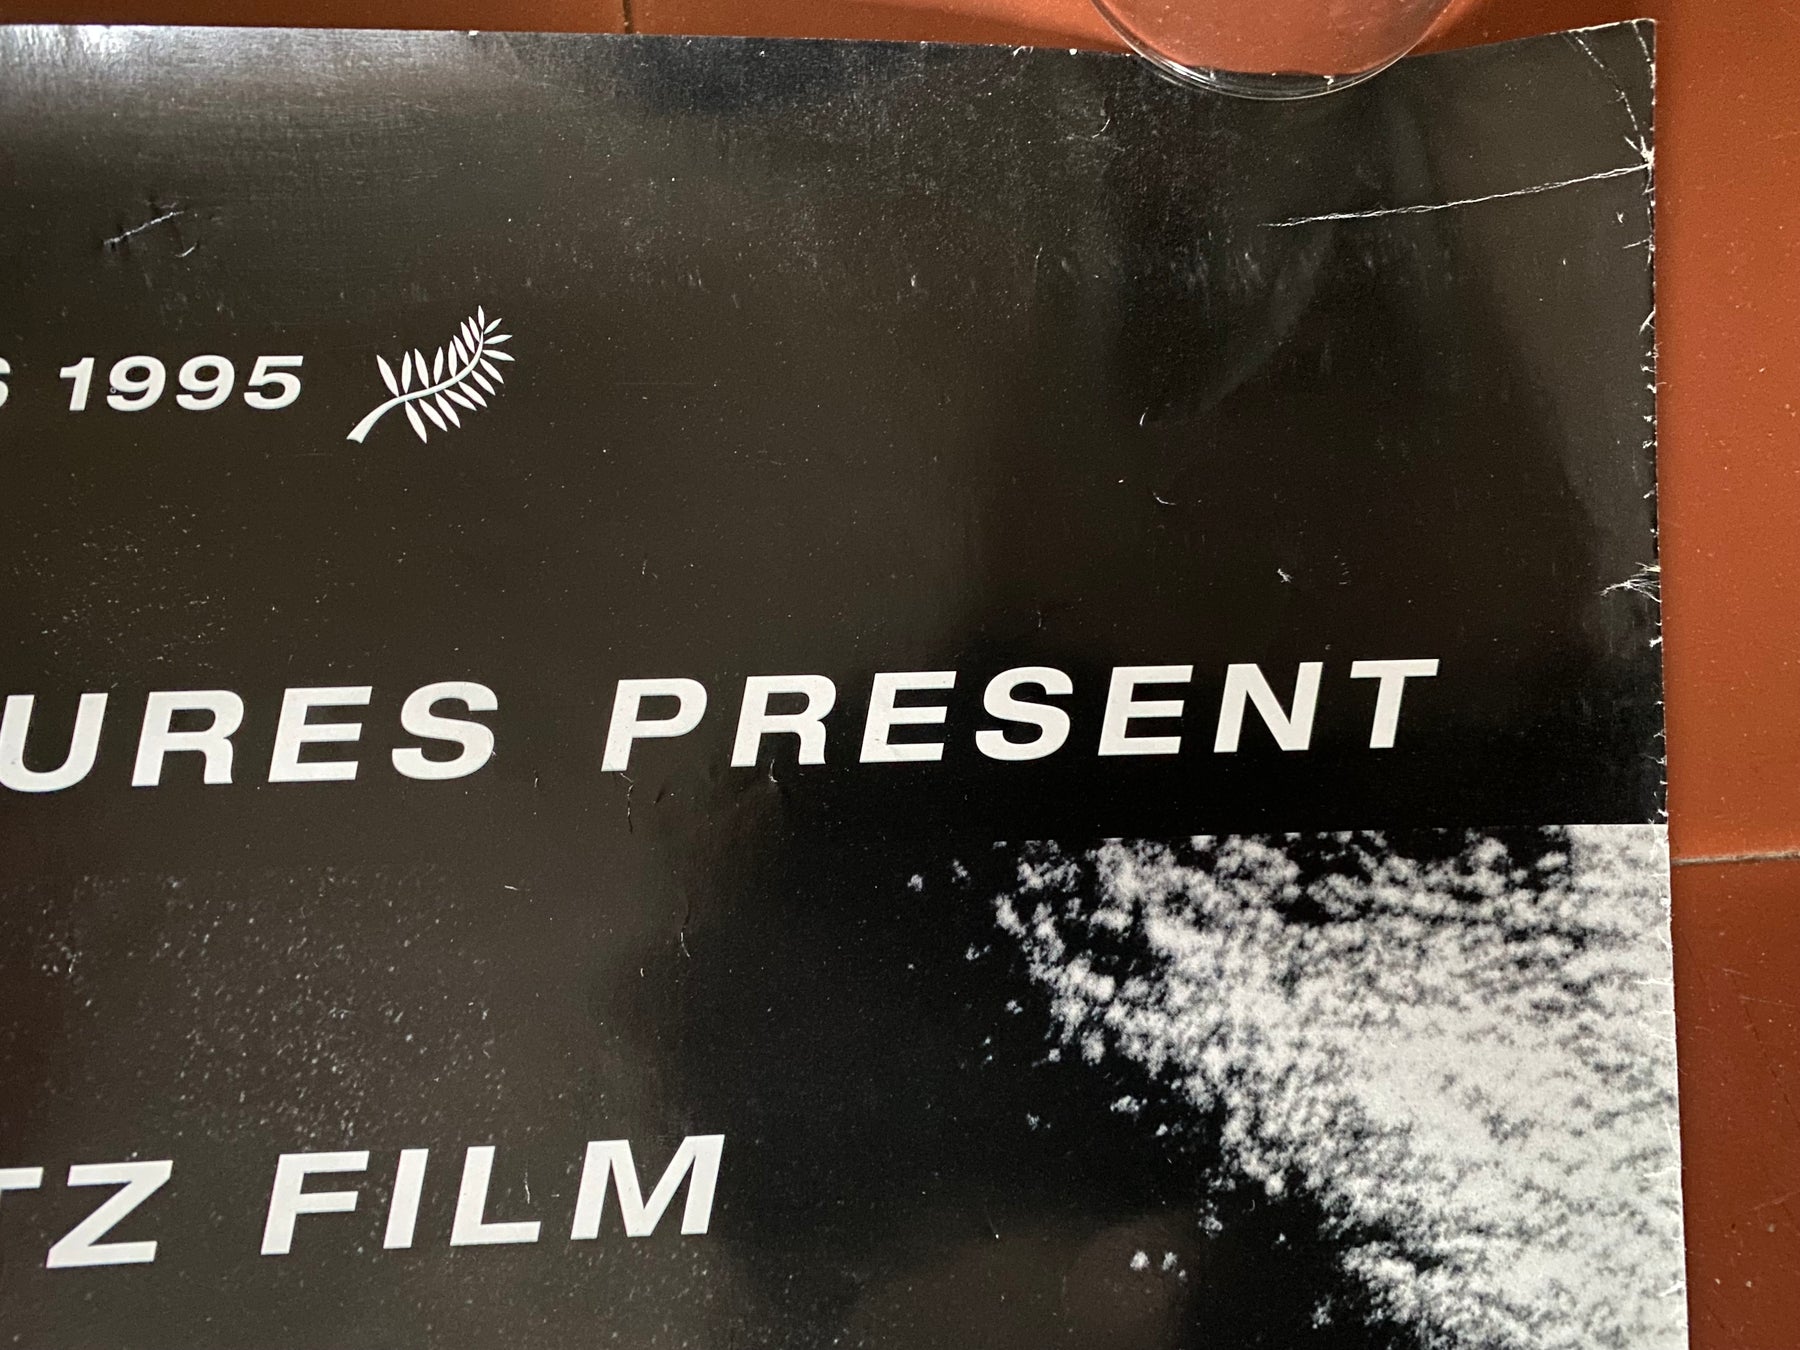 1995
URES PRESENT
TZ FILM